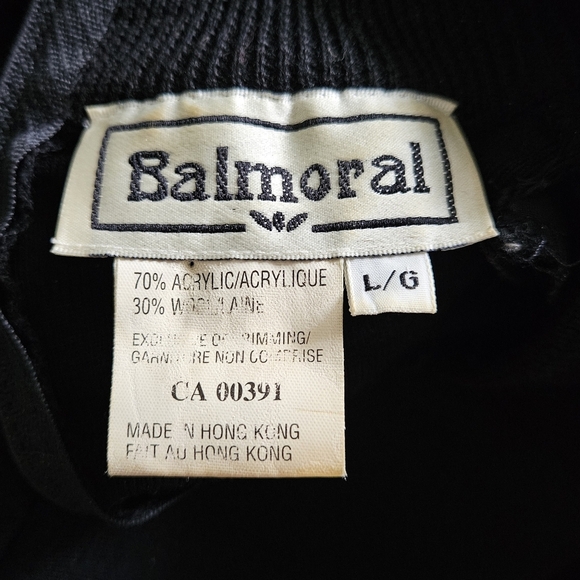 Balmoral
L/G
70% ACRYLIC/ACRYLIQUE
30% WOOL/LAINE
EXCLUSIVE OF TRIMMING/
GARNITURE NON COMPRISE
CA 00391
MADE IN HONG KONG
FAIT AU HONG KONG